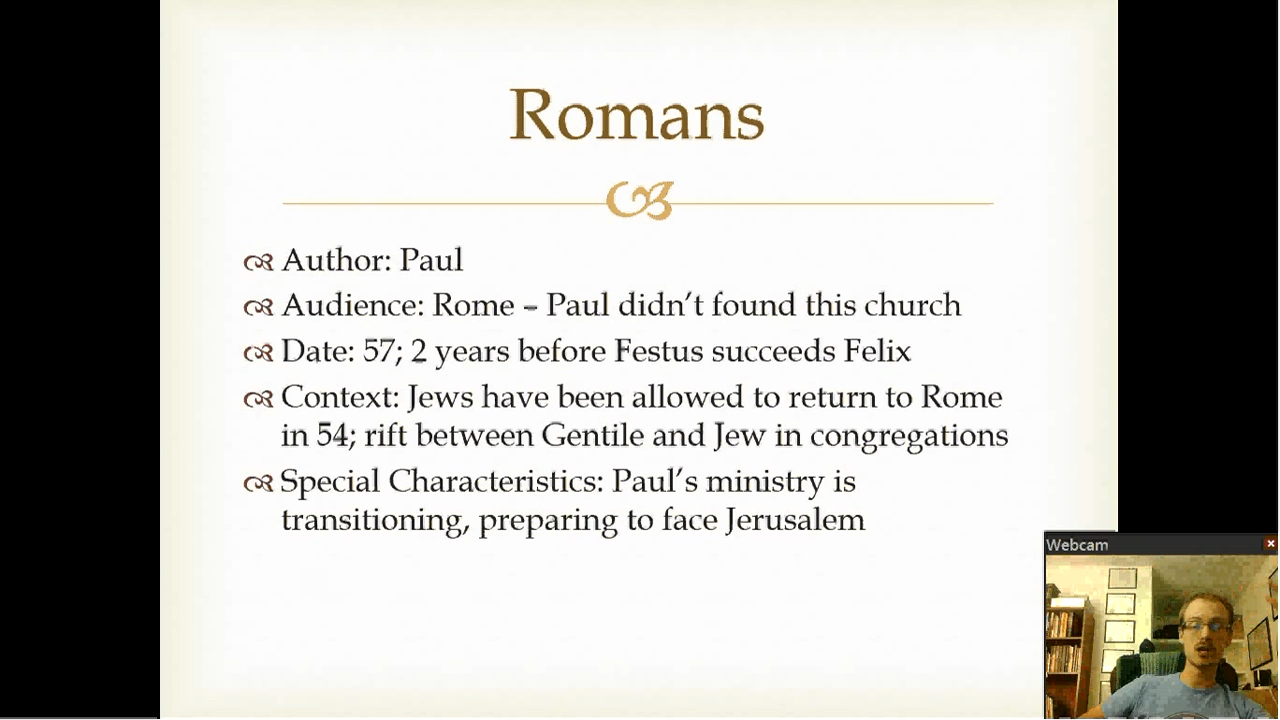 Romans
Author: Paul
Audience: Rome – Paul didn't found this church
Date: 57; 2 years before Festus succeeds Felix
Context: Jews have been allowed to return to Rome
in 54; rift between Gentile and Jew in congregations
Special Characteristics: Paul's ministry is
transitioning, preparing to face Jerusalem
Webcam